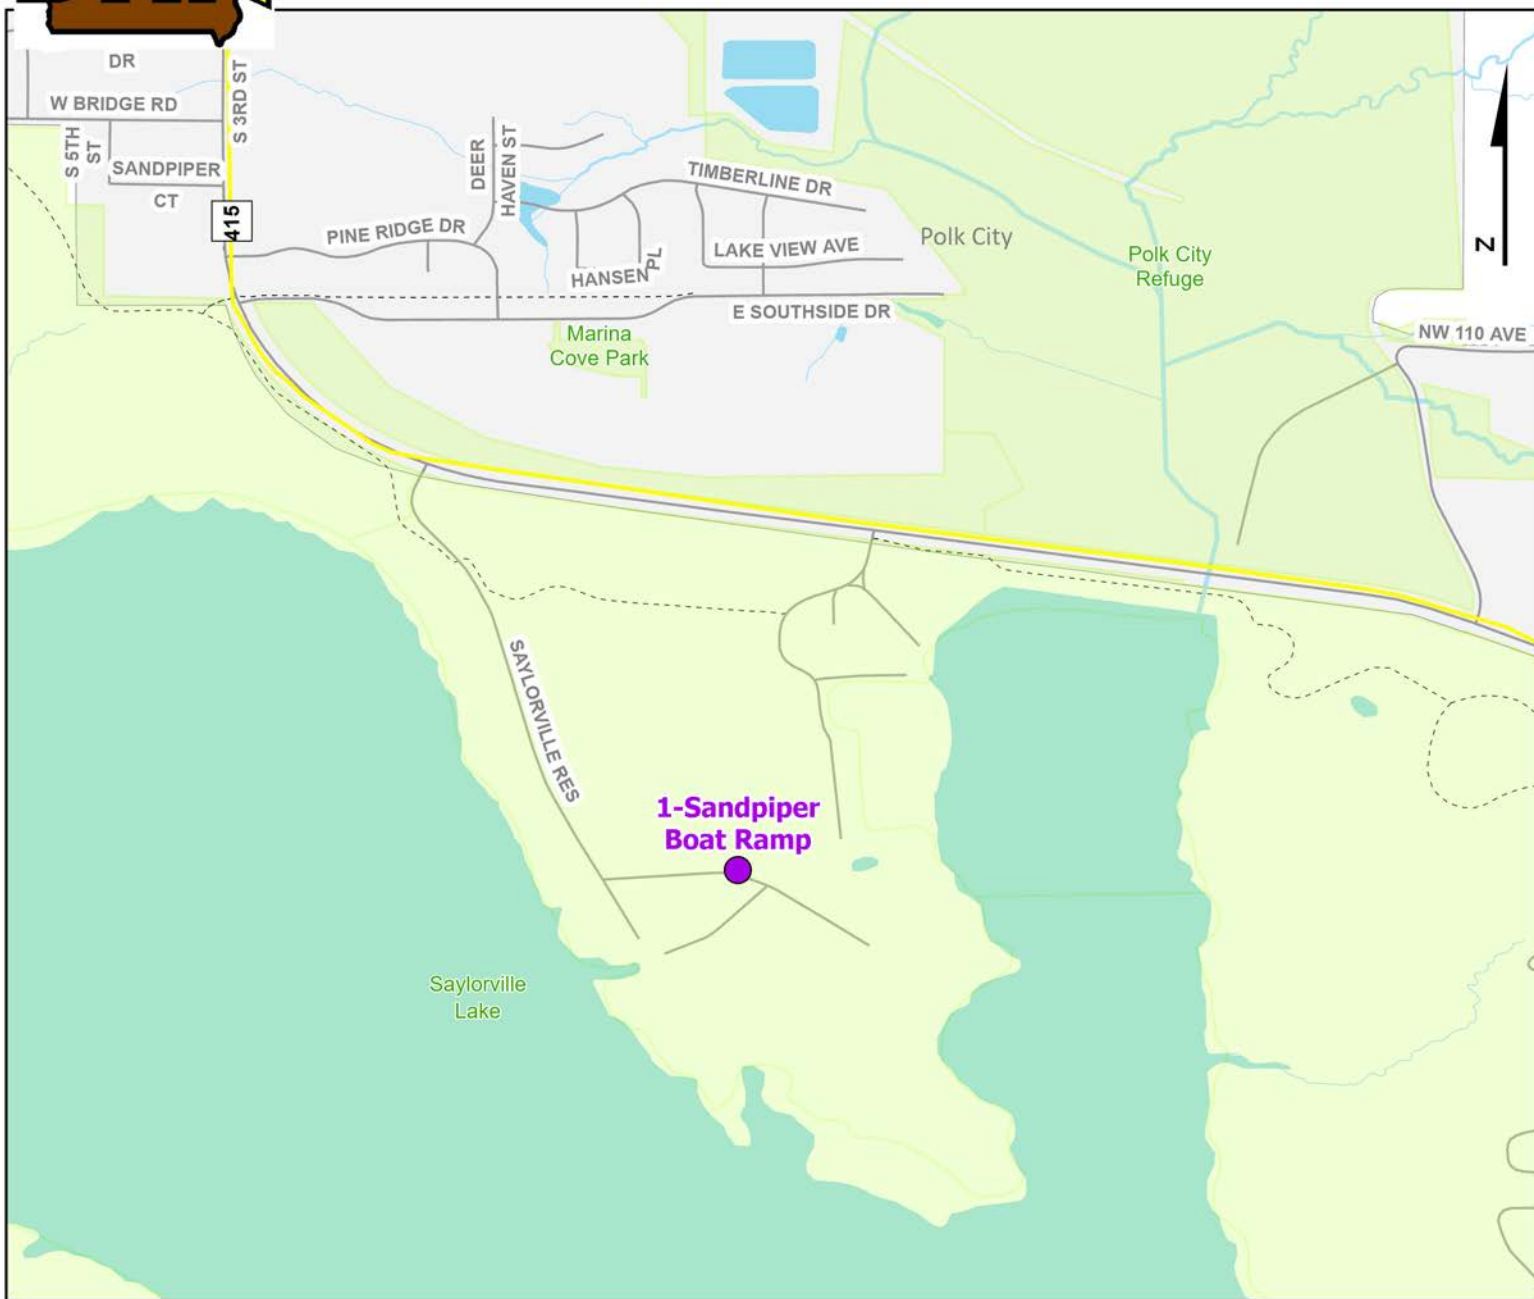 DR
W BRIDGE RD
S 3RD ST
S 5TH
ST
SANDPIPER
CT
415
DEER
HAVEN ST
PINE RIDGE DR
TIMBERLINE DR
LAKE VIEW AVE
HANSEN PL
E SOUTHSIDE DR
Polk City
Polk City
Refuge
N
NW 110 AVE
Marina
Cove Park
SAYLORVILLE RES
1-Sandpiper
Boat Ramp
Saylorville
Lake